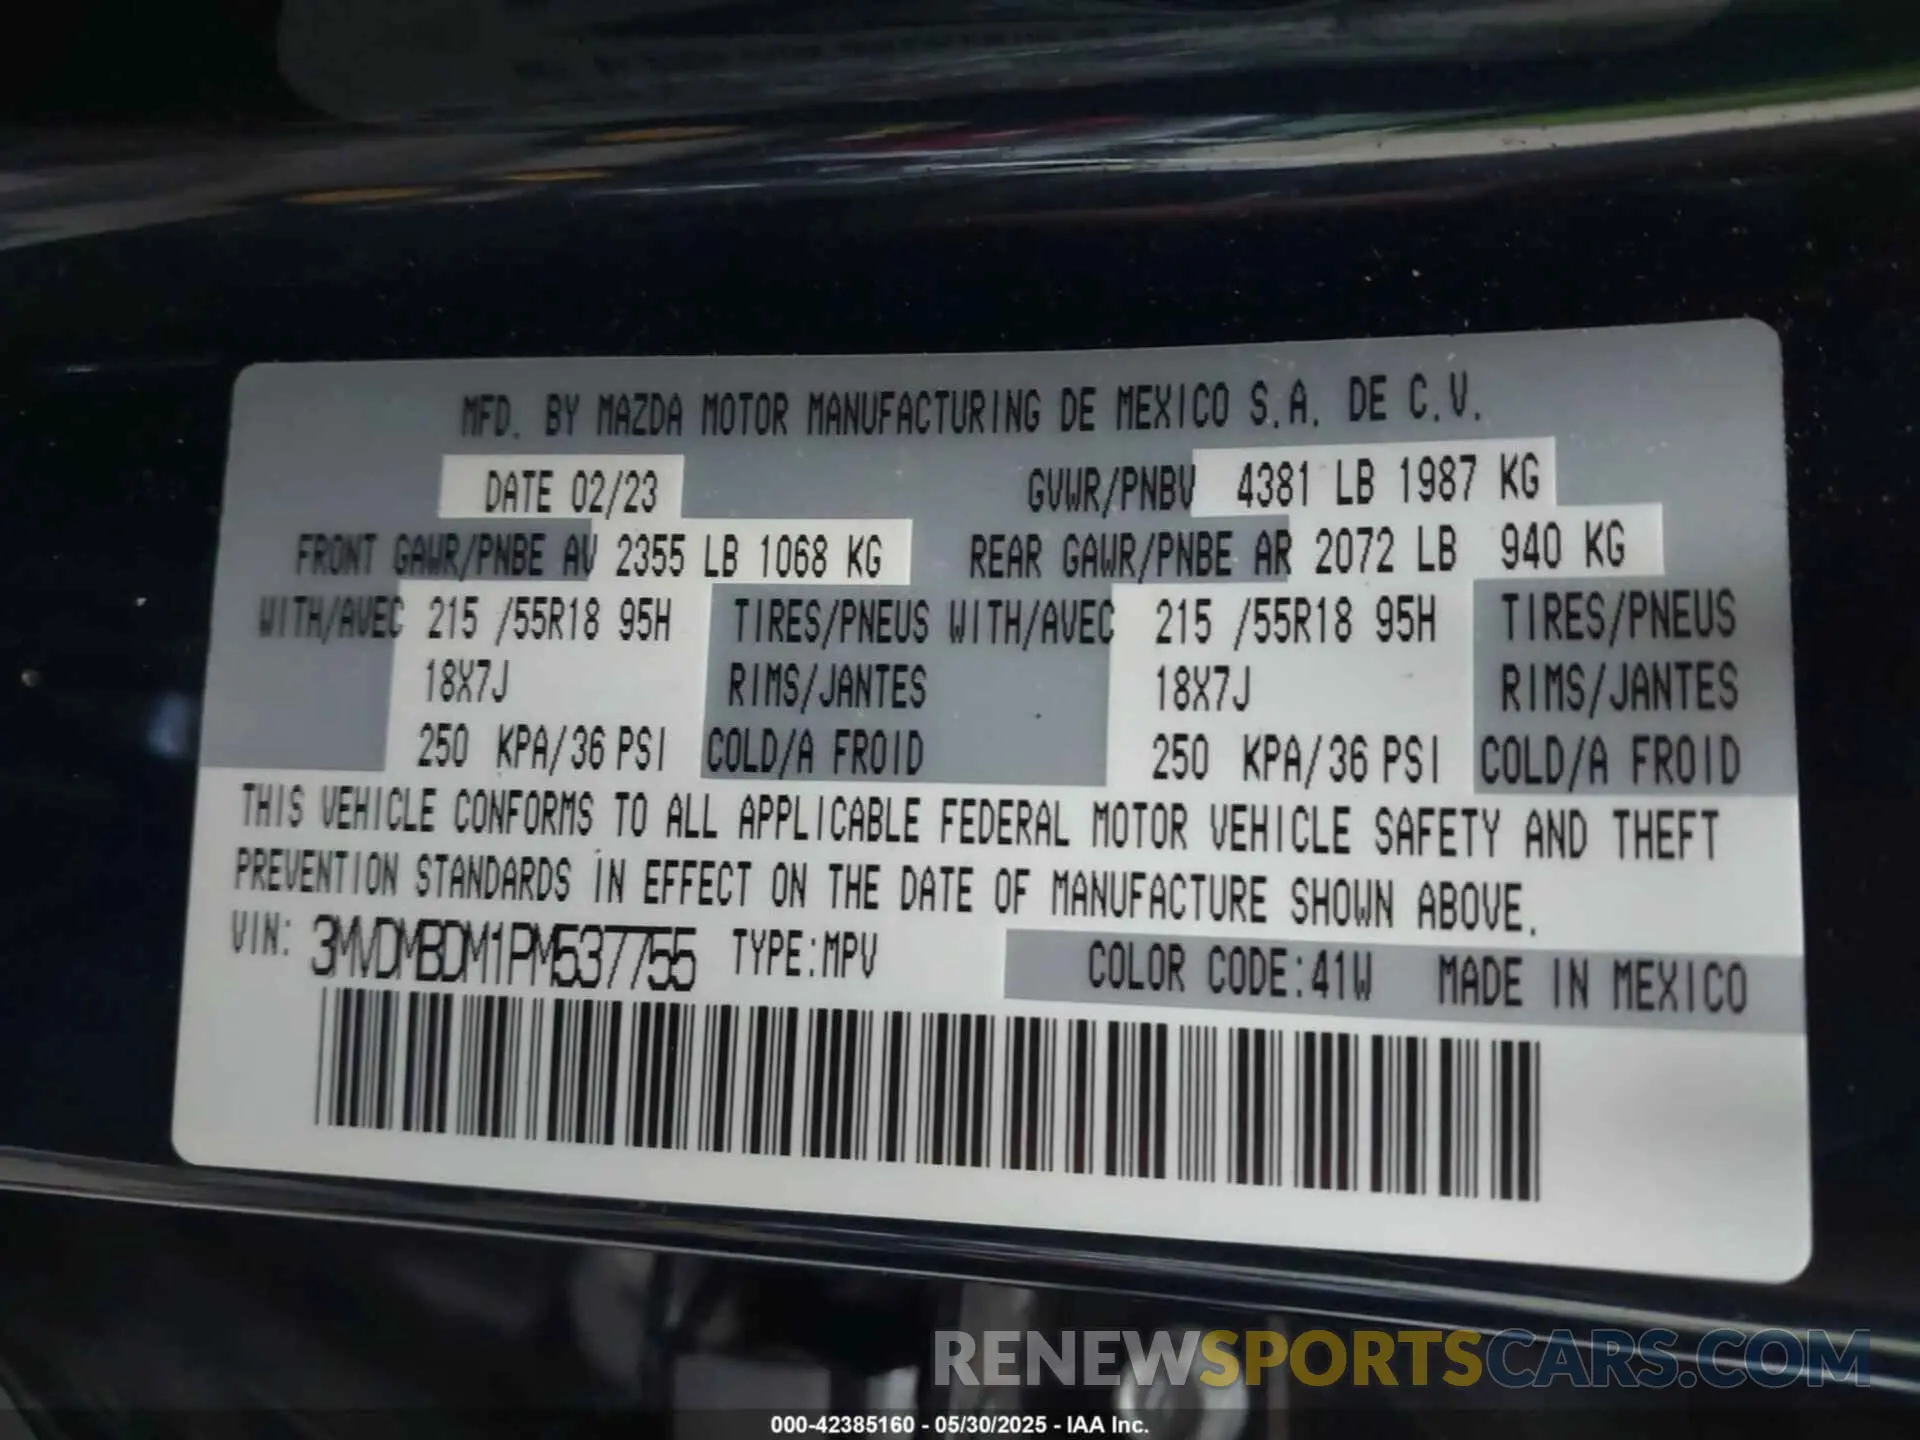 MFD. BY MAZDA MOTOR MANUFACTURING DE MEXICO S.A. DE C.V.
DATE 02/23 GVWR/PNBV 4381 LB 1987 KG
FRONT GAWR/PNBE AV 2355 LB 1068 KG REAR GAWR/PNBE AR 2072 LB 940 KG
WITH/AVEC 215 /55R18 95H TIRES/PNEUS WITH/AVEC 215 /55R18 95H TIRES/PNEUS
18X7J RIMS/JANTES 18X7J RIMS/JANTES
250 KPA/36 PSI COLD/A FROID 250 KPA/36 PSI COLD/A FROID
THIS VEHICLE CONFORMS TO ALL APPLICABLE FEDERAL MOTOR VEHICLE SAFETY AND THEFT
PREVENTION STANDARDS IN EFFECT ON THE DATE OF MANUFACTURE SHOWN ABOVE.
VIN: 3MVDMBDM1PM537755 TYPE:MPV COLOR CODE:41W MADE IN MEXICO
RENEWSPORTSCARS.COM
000-42385160 - 05/30/2025 - IAA Inc.